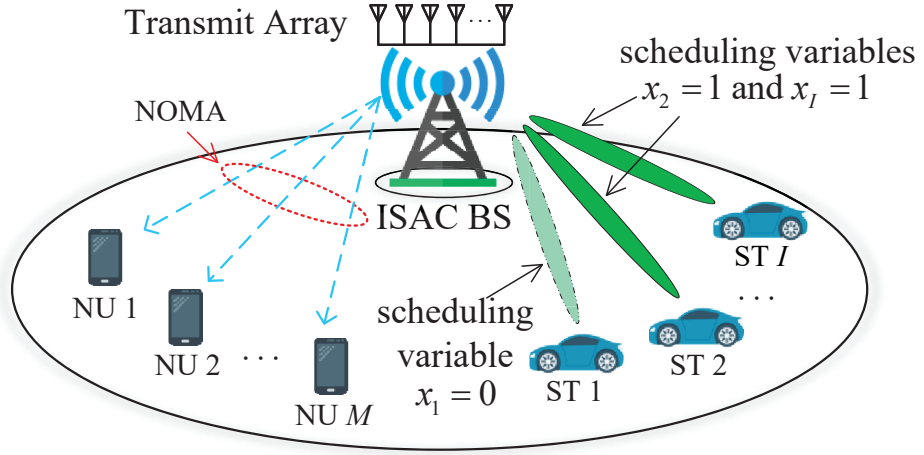 Transmit Array
scheduling variables
x₂ = 1 and x_I = 1
NOMA
ISAC BS
NU 1
NU 2
...
NU M
scheduling
variable
x₁ = 0
ST 1
ST 2
...
ST I